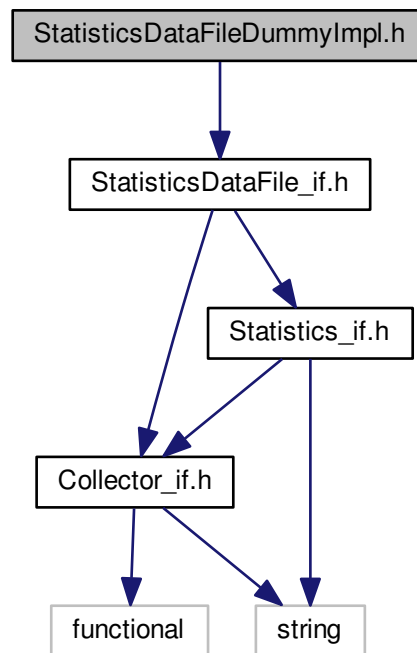 StatisticsDataFileDummyImpl.h
StatisticsDataFile_if.h
Statistics_if.h
Collector_if.h
functional
string